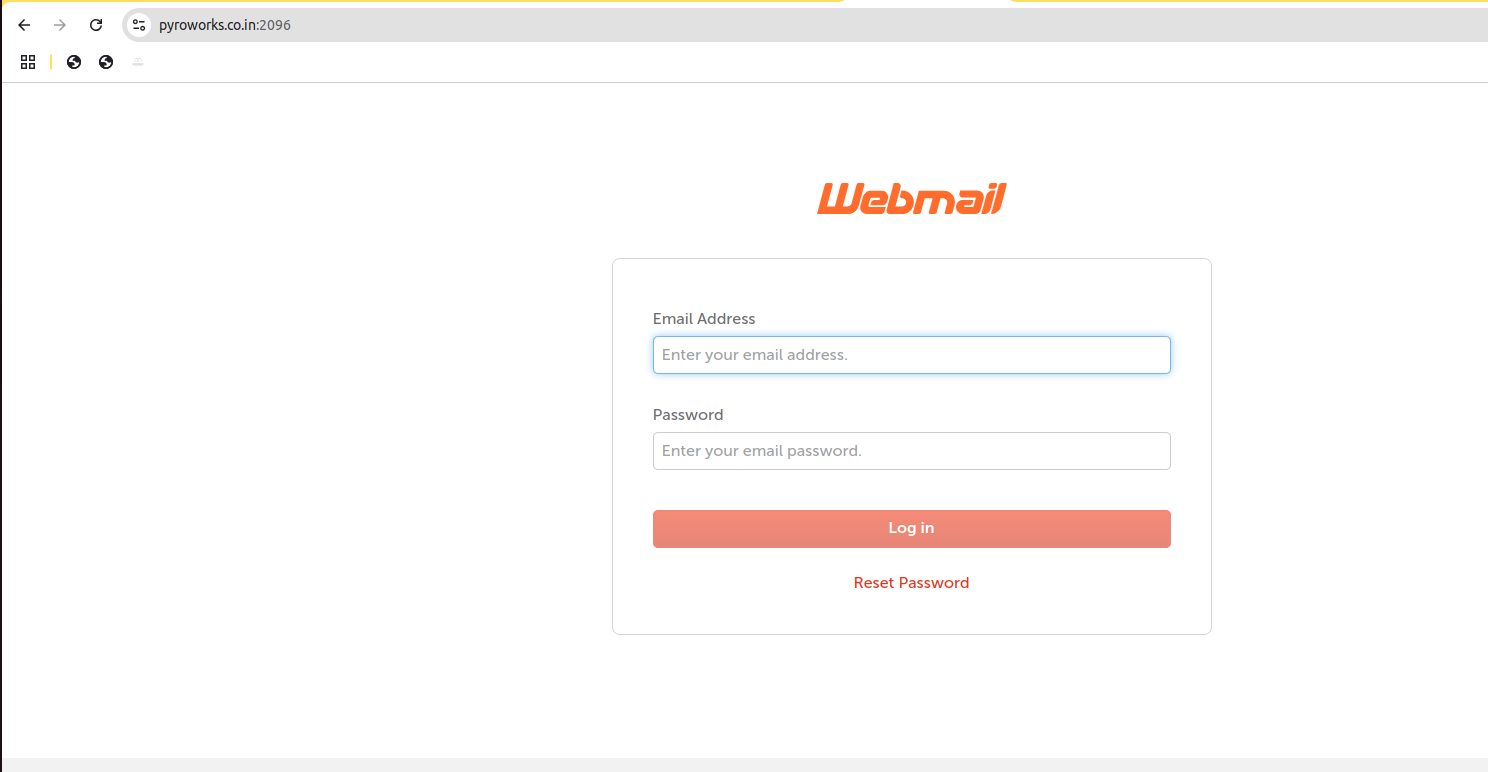 pyroworks.co.in:2096
Webmail
Email Address
Enter your email address.
Password
Enter your email password.
Log in
Reset Password